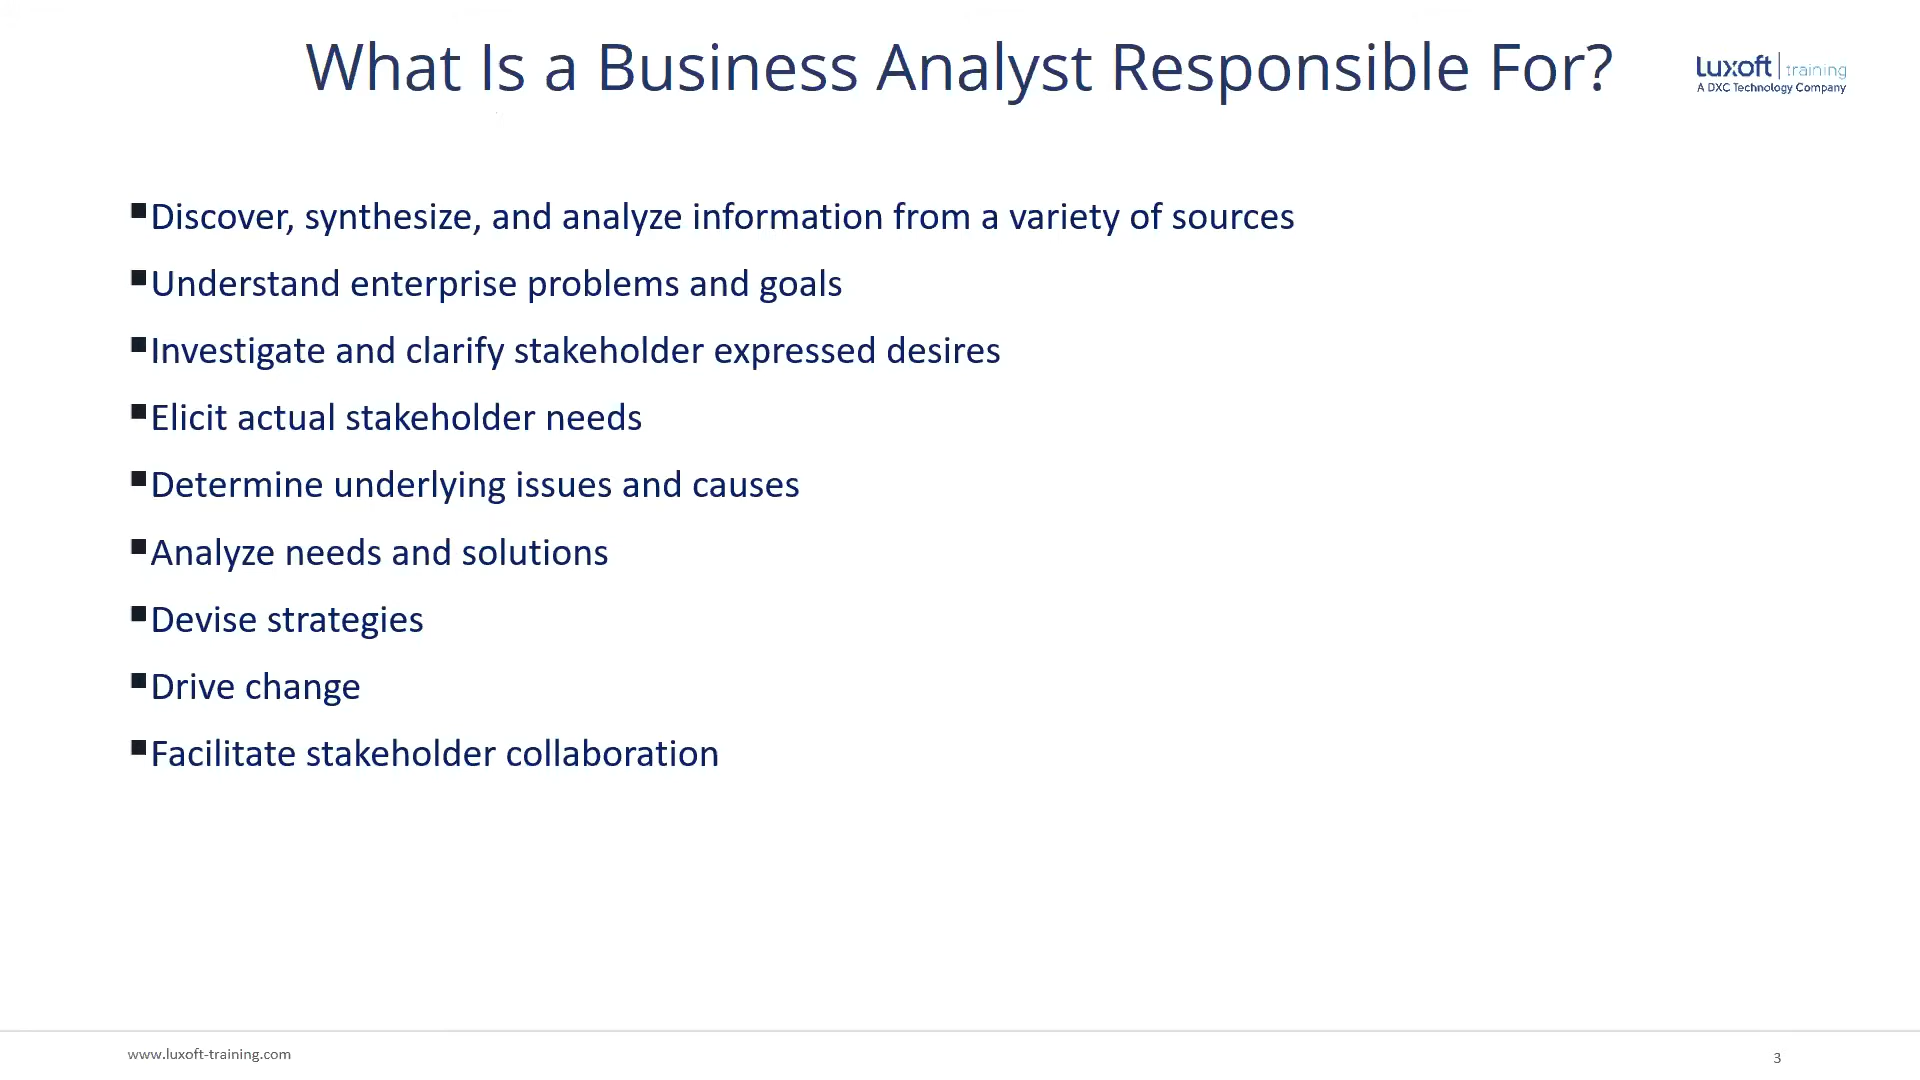 What Is a Business Analyst Responsible For?
Luxoft training
A DXC Technology Company
▪Discover, synthesize, and analyze information from a variety of sources
▪Understand enterprise problems and goals
▪Investigate and clarify stakeholder expressed desires
▪Elicit actual stakeholder needs
▪Determine underlying issues and causes
▪Analyze needs and solutions
▪Devise strategies
▪Drive change
▪Facilitate stakeholder collaboration
www.luxoft-training.com
3